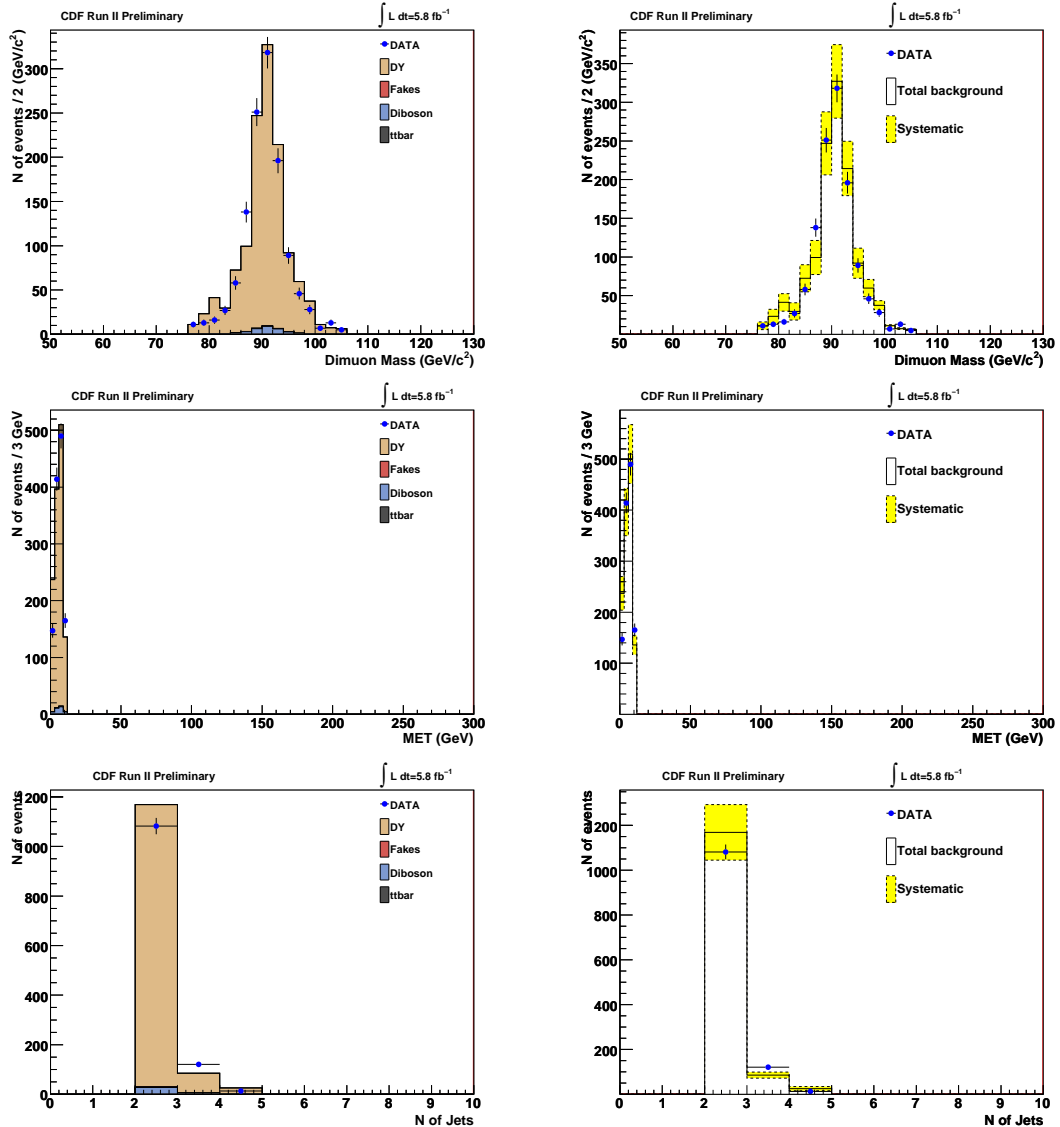 CDF Run II Preliminary
∫ L dt=5.8 fb⁻¹
N of events / 2 (GeV/c²)
300
250
200
150
100
50
0
DATA
DY
Fakes
Diboson
ttbar
50 60 70 80 90 100 110 120 130
Dimuon Mass (GeV/c²)
CDF Run II Preliminary
∫ L dt=5.8 fb⁻¹
N of events / 2 (GeV/c²)
350
300
250
200
150
100
50
0
DATA
Total background
Systematic
50 60 70 80 90 100 110 120 130
Dimuon Mass (GeV/c²)
CDF Run II Preliminary
∫ L dt=5.8 fb⁻¹
N of events / 3 GeV
500
400
300
200
100
0
DATA
DY
Fakes
Diboson
ttbar
0 50 100 150 200 250 300
MET (GeV)
CDF Run II Preliminary
∫ L dt=5.8 fb⁻¹
N of events / 3 GeV
500
400
300
200
100
DATA
Total background
Systematic
0 50 100 150 200 250 300
MET (GeV)
CDF Run II Preliminary
∫ L dt=5.8 fb⁻¹
N of events
1200
1000
800
600
400
200
0
DATA
DY
Fakes
Diboson
ttbar
0 1 2 3 4 5 6 7 8 9 10
N of Jets
CDF Run II Preliminary
∫ L dt=5.8 fb⁻¹
N of events
1200
1000
800
600
400
200
DATA
Total background
Systematic
0 1 2 3 4 5 6 7 8 9 10
N of Jets